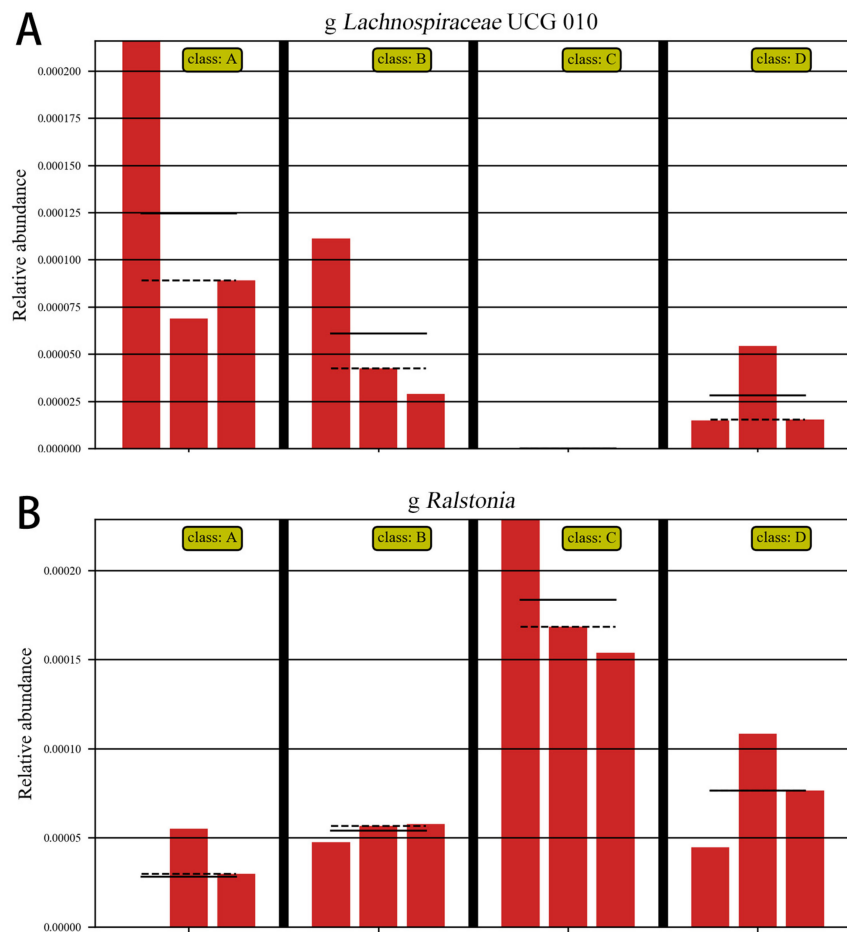 A
g Lachnospiraceae UCG 010
class: A
class: B
class: C
class: D
0.000200
0.000175
0.000150
0.000125
0.000100
0.000075
0.000050
0.000025
0.000000
Relative abundance
B
g Ralstonia
class: A
class: B
class: C
class: D
0.00020
0.00015
0.00010
0.00005
0.00000
Relative abundance